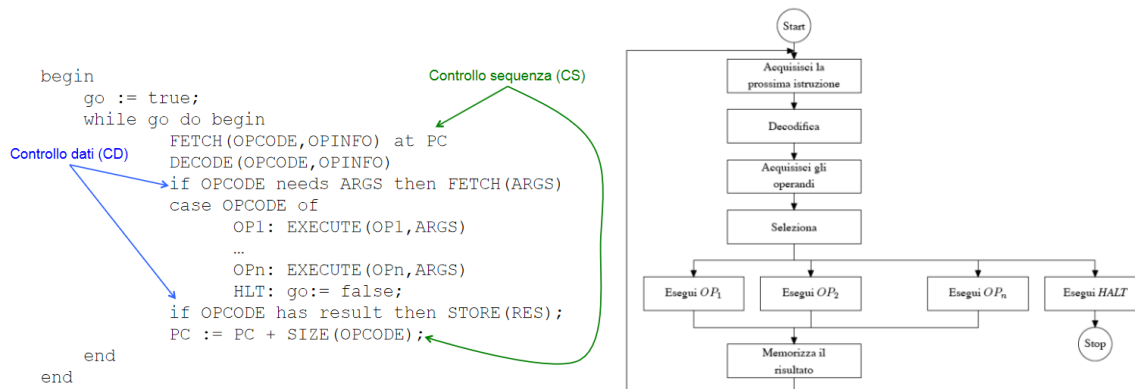 begin
go := true;
while go do begin
FETCH(OPCODE,OPINFO) at PC
DECODE(OPCODE,OPINFO)
if OPCODE needs ARGS then FETCH(ARGS)
case OPCODE of
OP1: EXECUTE(OP1,ARGS)
…
OPn: EXECUTE(OPn,ARGS)
HLT: go:= false;
if OPCODE has result then STORE(RES);
PC := PC + SIZE(OPCODE);
end
end
Controllo sequenza (CS)
Controllo dati (CD)
Start
Acquisisci la
prossima istruzione
Decodifica
Acquisisci gli
operandi
Seleziona
Esegui OP₁
Esegui OP₂
Esegui OPₙ
Esegui HALT
Stop
Memorizza il
risultato